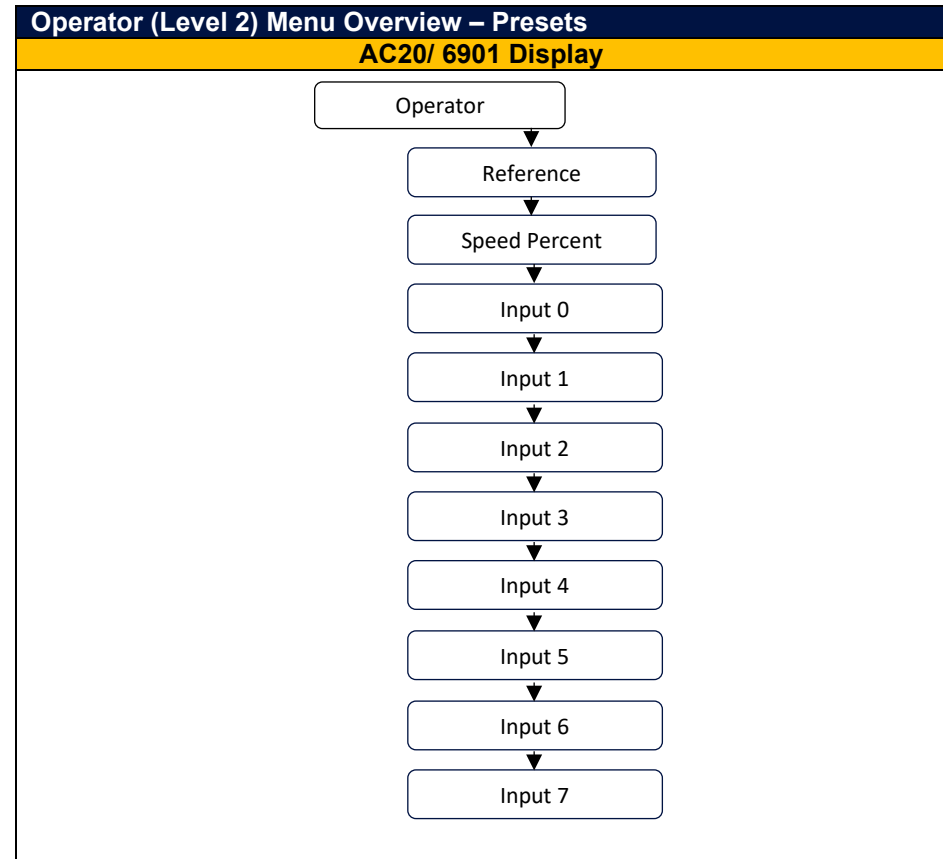 Operator (Level 2) Menu Overview – Presets
AC20/ 6901 Display
Operator
Reference
Speed Percent
Input 0
Input 1
Input 2
Input 3
Input 4
Input 5
Input 6
Input 7